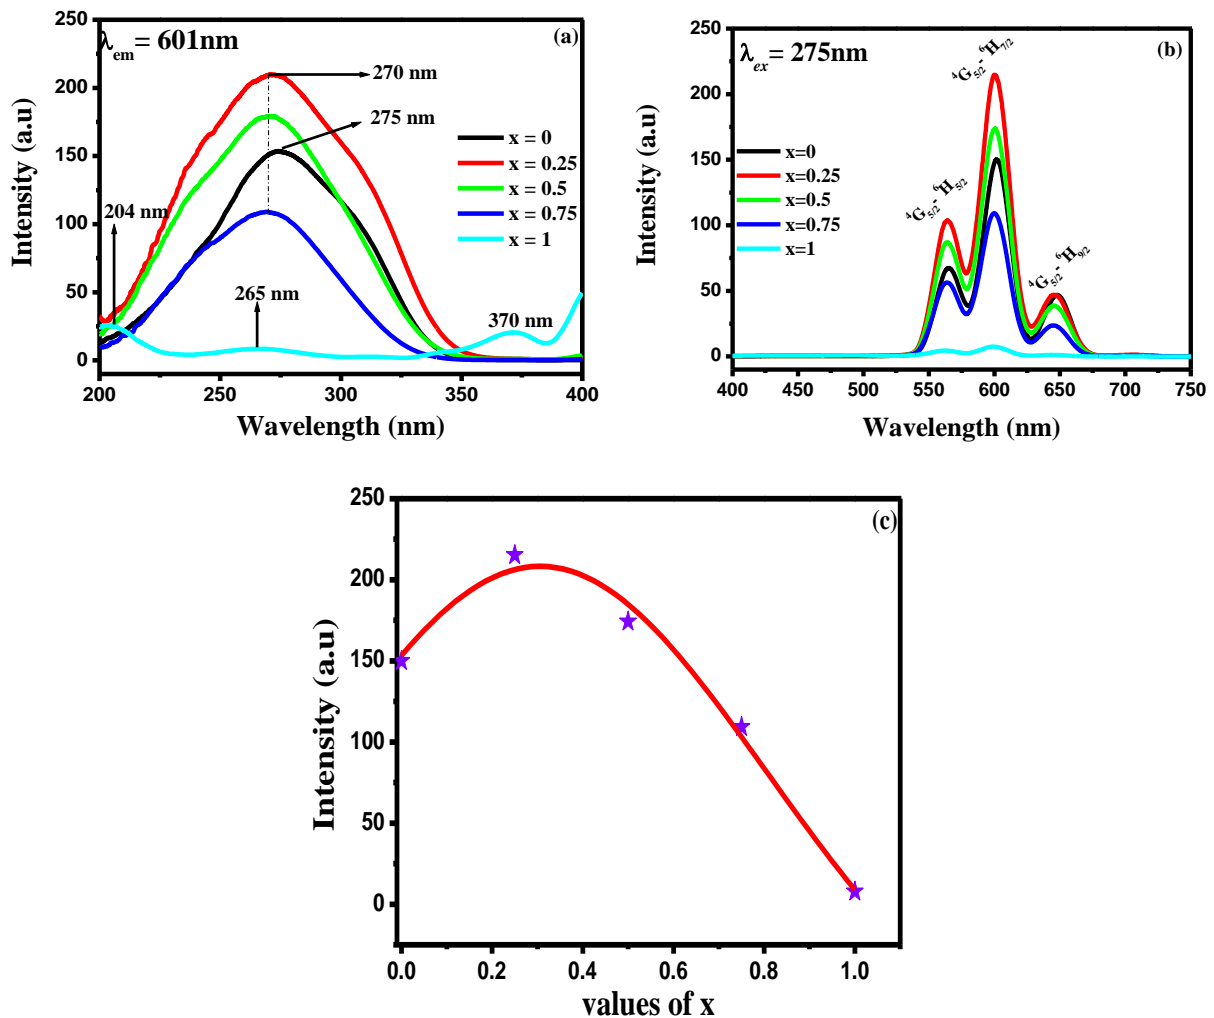 (a)
λem= 601nm
270 nm
275 nm
204 nm
265 nm
370 nm
x = 0
x = 0.25
x = 0.5
x = 0.75
x = 1
250
200
150
100
50
0
200
250
300
350
400
Intensity (a.u)
Wavelength (nm)
(b)
λex= 275nm
⁴G5/2-⁶H7/2
⁴G5/2-⁶H5/2
⁴G5/2-⁶H9/2
x=0
x=0.25
x=0.5
x=0.75
x=1
250
200
150
100
50
0
400
450
500
550
600
650
700
750
Intensity (a.u)
Wavelength (nm)
(c)
250
200
150
100
50
0
0.0
0.2
0.4
0.6
0.8
1.0
Intensity (a.u)
values of x